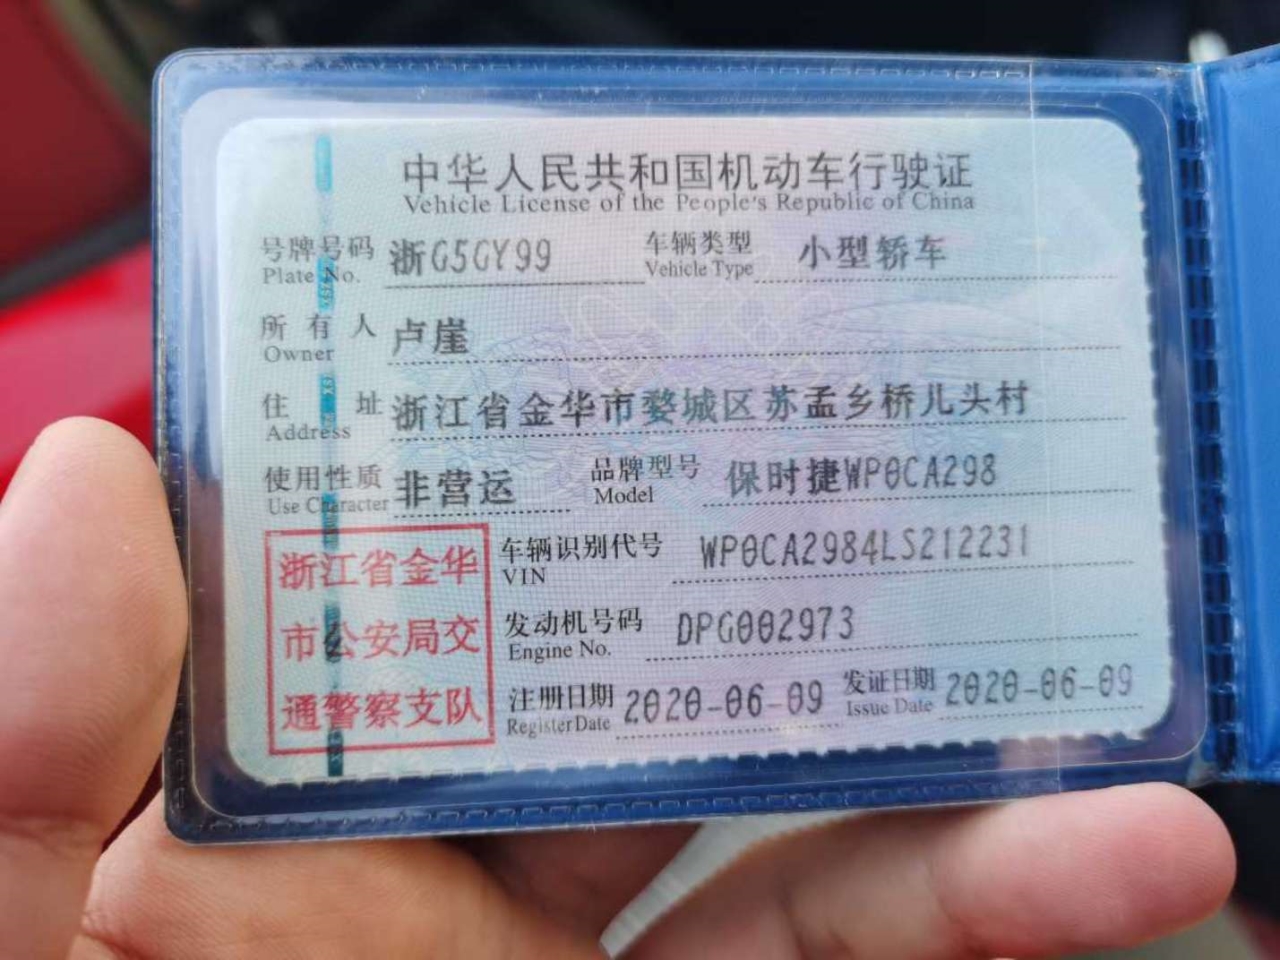 中华人民共和国机动车行驶证
Vehicle License of the People's Republic of China
号牌号码 浙G5GY99 车辆类型 小型轿车
Plate No. Vehicle Type
所有人 卢崖
Owner
住址 浙江省金华市婺城区苏孟乡桥儿头村
Address
使用性质 非营运 品牌型号 保时捷WP0CA298
Use Character Model
浙江省金华
市公安局交
通警察支队
车辆识别代号 WP0CA2984LS212231
VIN
发动机号码 DPG002973
Engine No.
注册日期 2020-06-09 发证日期 2020-06-09
Register Date Issue Date